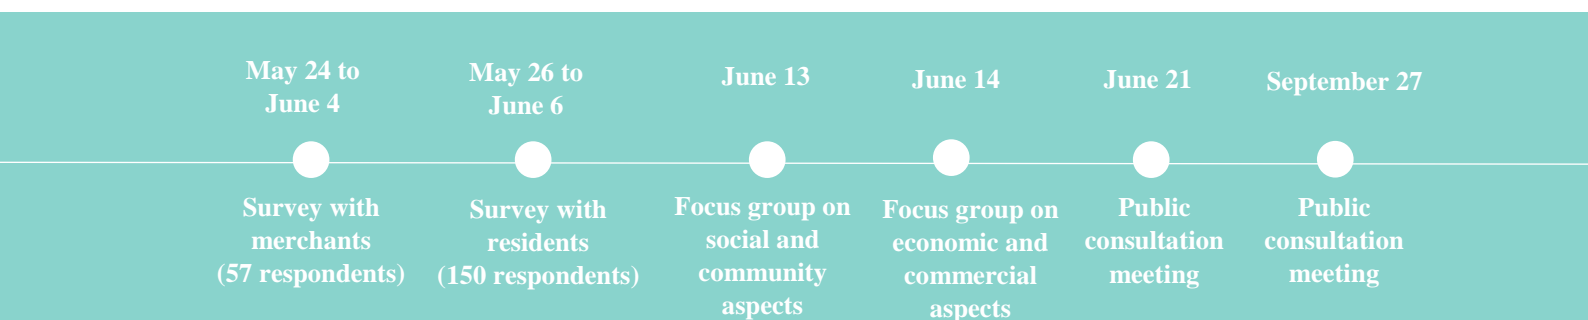 May 24 to
June 4
May 26 to
June 6
June 13
June 14
June 21
September 27
Survey with
merchants
(57 respondents)
Survey with
residents
(150 respondents)
Focus group on
social and
community
aspects
Focus group on
economic and
commercial
aspects
Public
consultation
meeting
Public
consultation
meeting